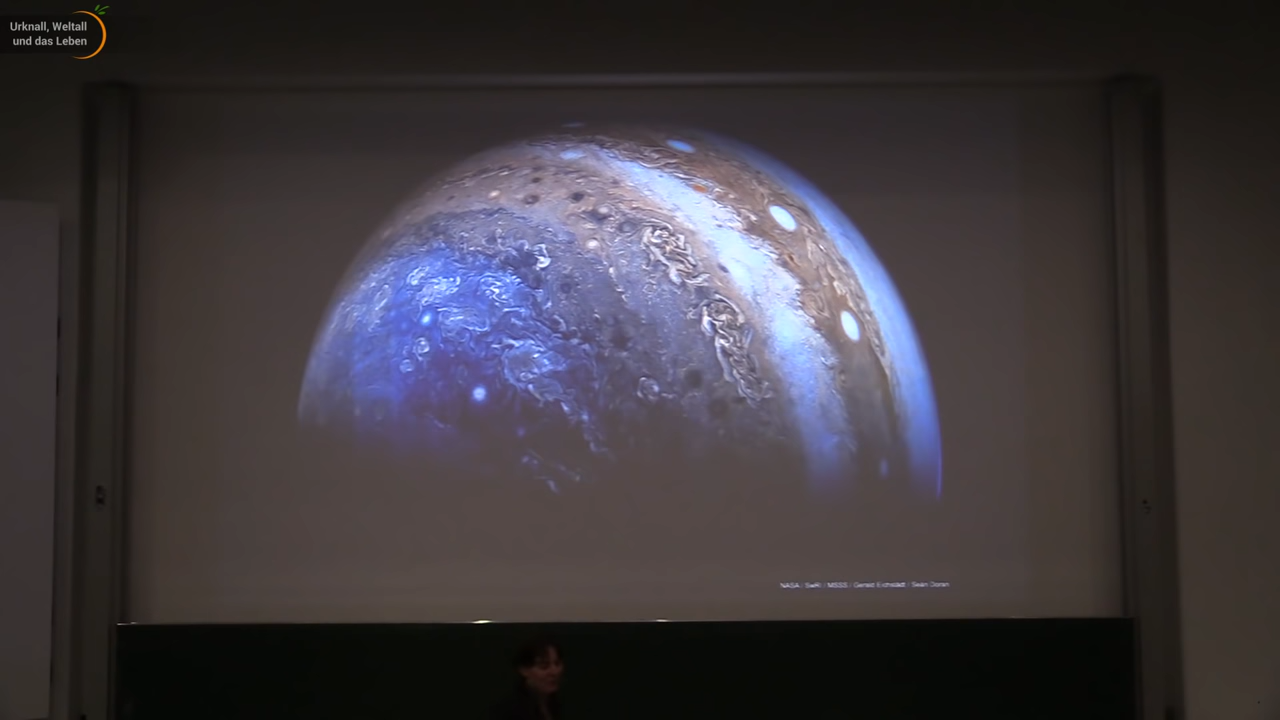 Urknall, Weltall
und das Leben
NASA / SwRI / MSSS / Gerald Eichstädt / Seán Doran